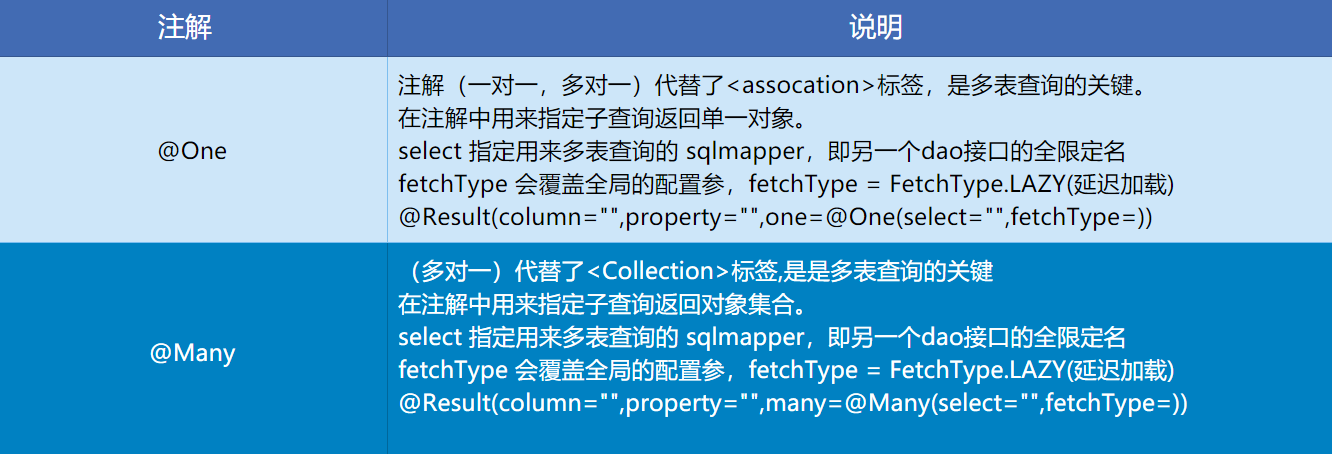 注解
说明
@One
注解（一对一，多对一）代替了<assocation>标签，是多表查询的关键。
在注解中用来指定子查询返回单一对象。
select 指定用来多表查询的 sqlmapper，即另一个dao接口的全限定名
fetchType 会覆盖全局的配置参，fetchType = FetchType.LAZY(延迟加载)
@Result(column="",property="",one=@One(select="",fetchType=))
@Many
（多对一）代替了<Collection>标签,是是多表查询的关键
在注解中用来指定子查询返回对象集合。
select 指定用来多表查询的 sqlmapper，即另一个dao接口的全限定名
fetchType 会覆盖全局的配置参，fetchType = FetchType.LAZY(延迟加载)
@Result(column="",property="",many=@Many(select="",fetchType=))